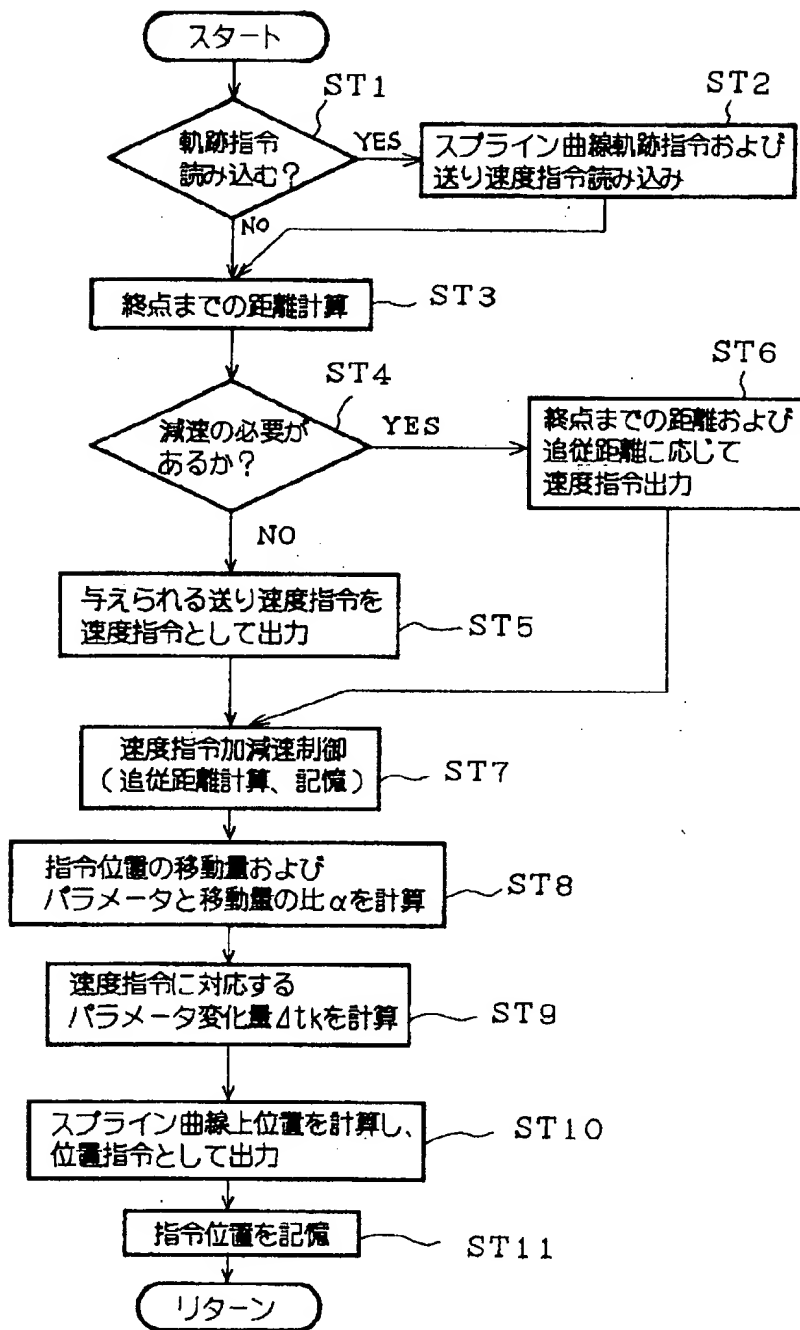 スタート
ST1
軌跡指令
読み込む?
YES
NO
ST2
スプライン曲線軌跡指令および
送り速度指令読み込み
終点までの距離計算
ST3
ST4
減速の必要が
あるか?
YES
NO
ST6
終点までの距離および
追従距離に応じて
速度指令出力
与えられる送り速度指令を
速度指令として出力
ST5
速度指令加減速制御
(追従距離計算、記憶)
ST7
指令位置の移動量および
パラメータと移動量の比αを計算
ST8
速度指令に対応する
パラメータ変化量Δtkを計算
ST9
スプライン曲線上位置を計算し、
位置指令として出力
ST10
指令位置を記憶
ST11
リターン